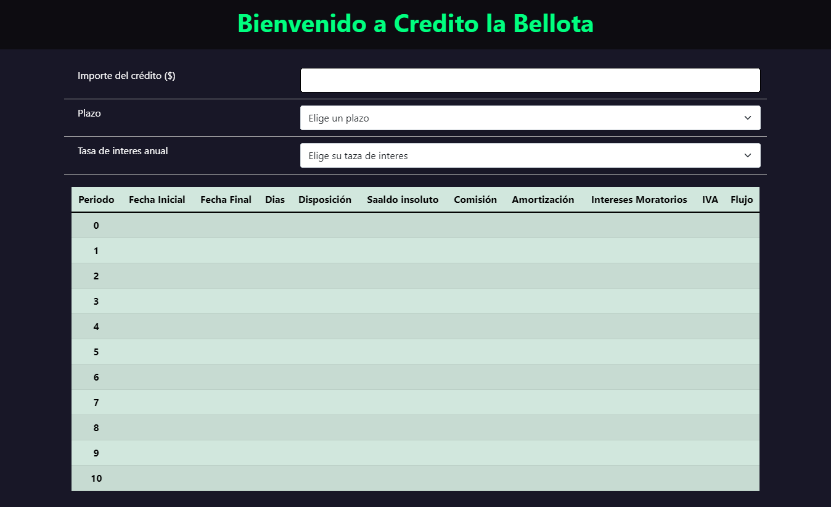 Bienvenido a Credito la Bellota
Importe del crédito ($)
Plazo
Elige un plazo
Tasa de interes anual
Elige su taza de interes
Periodo Fecha Inicial Fecha Final Dias Disposición Saaldo insoluto Comisión Amortización Intereses Moratorios IVA Flujo
0
1
2
3
4
5
6
7
8
9
10